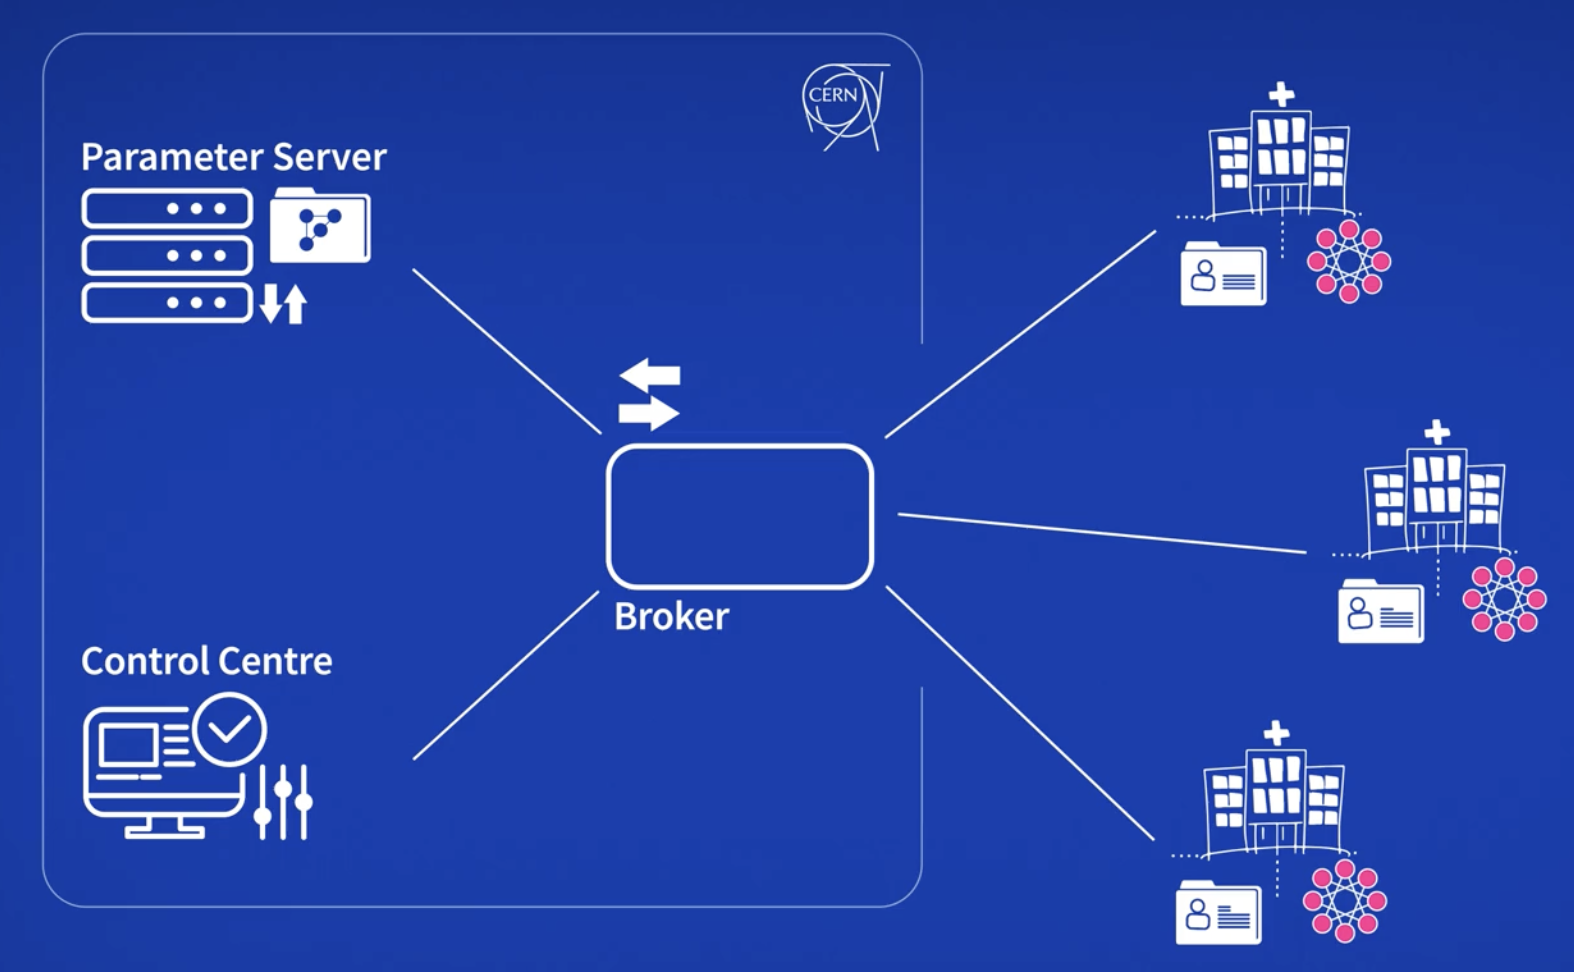 CERN
Parameter Server
Broker
Control Centre